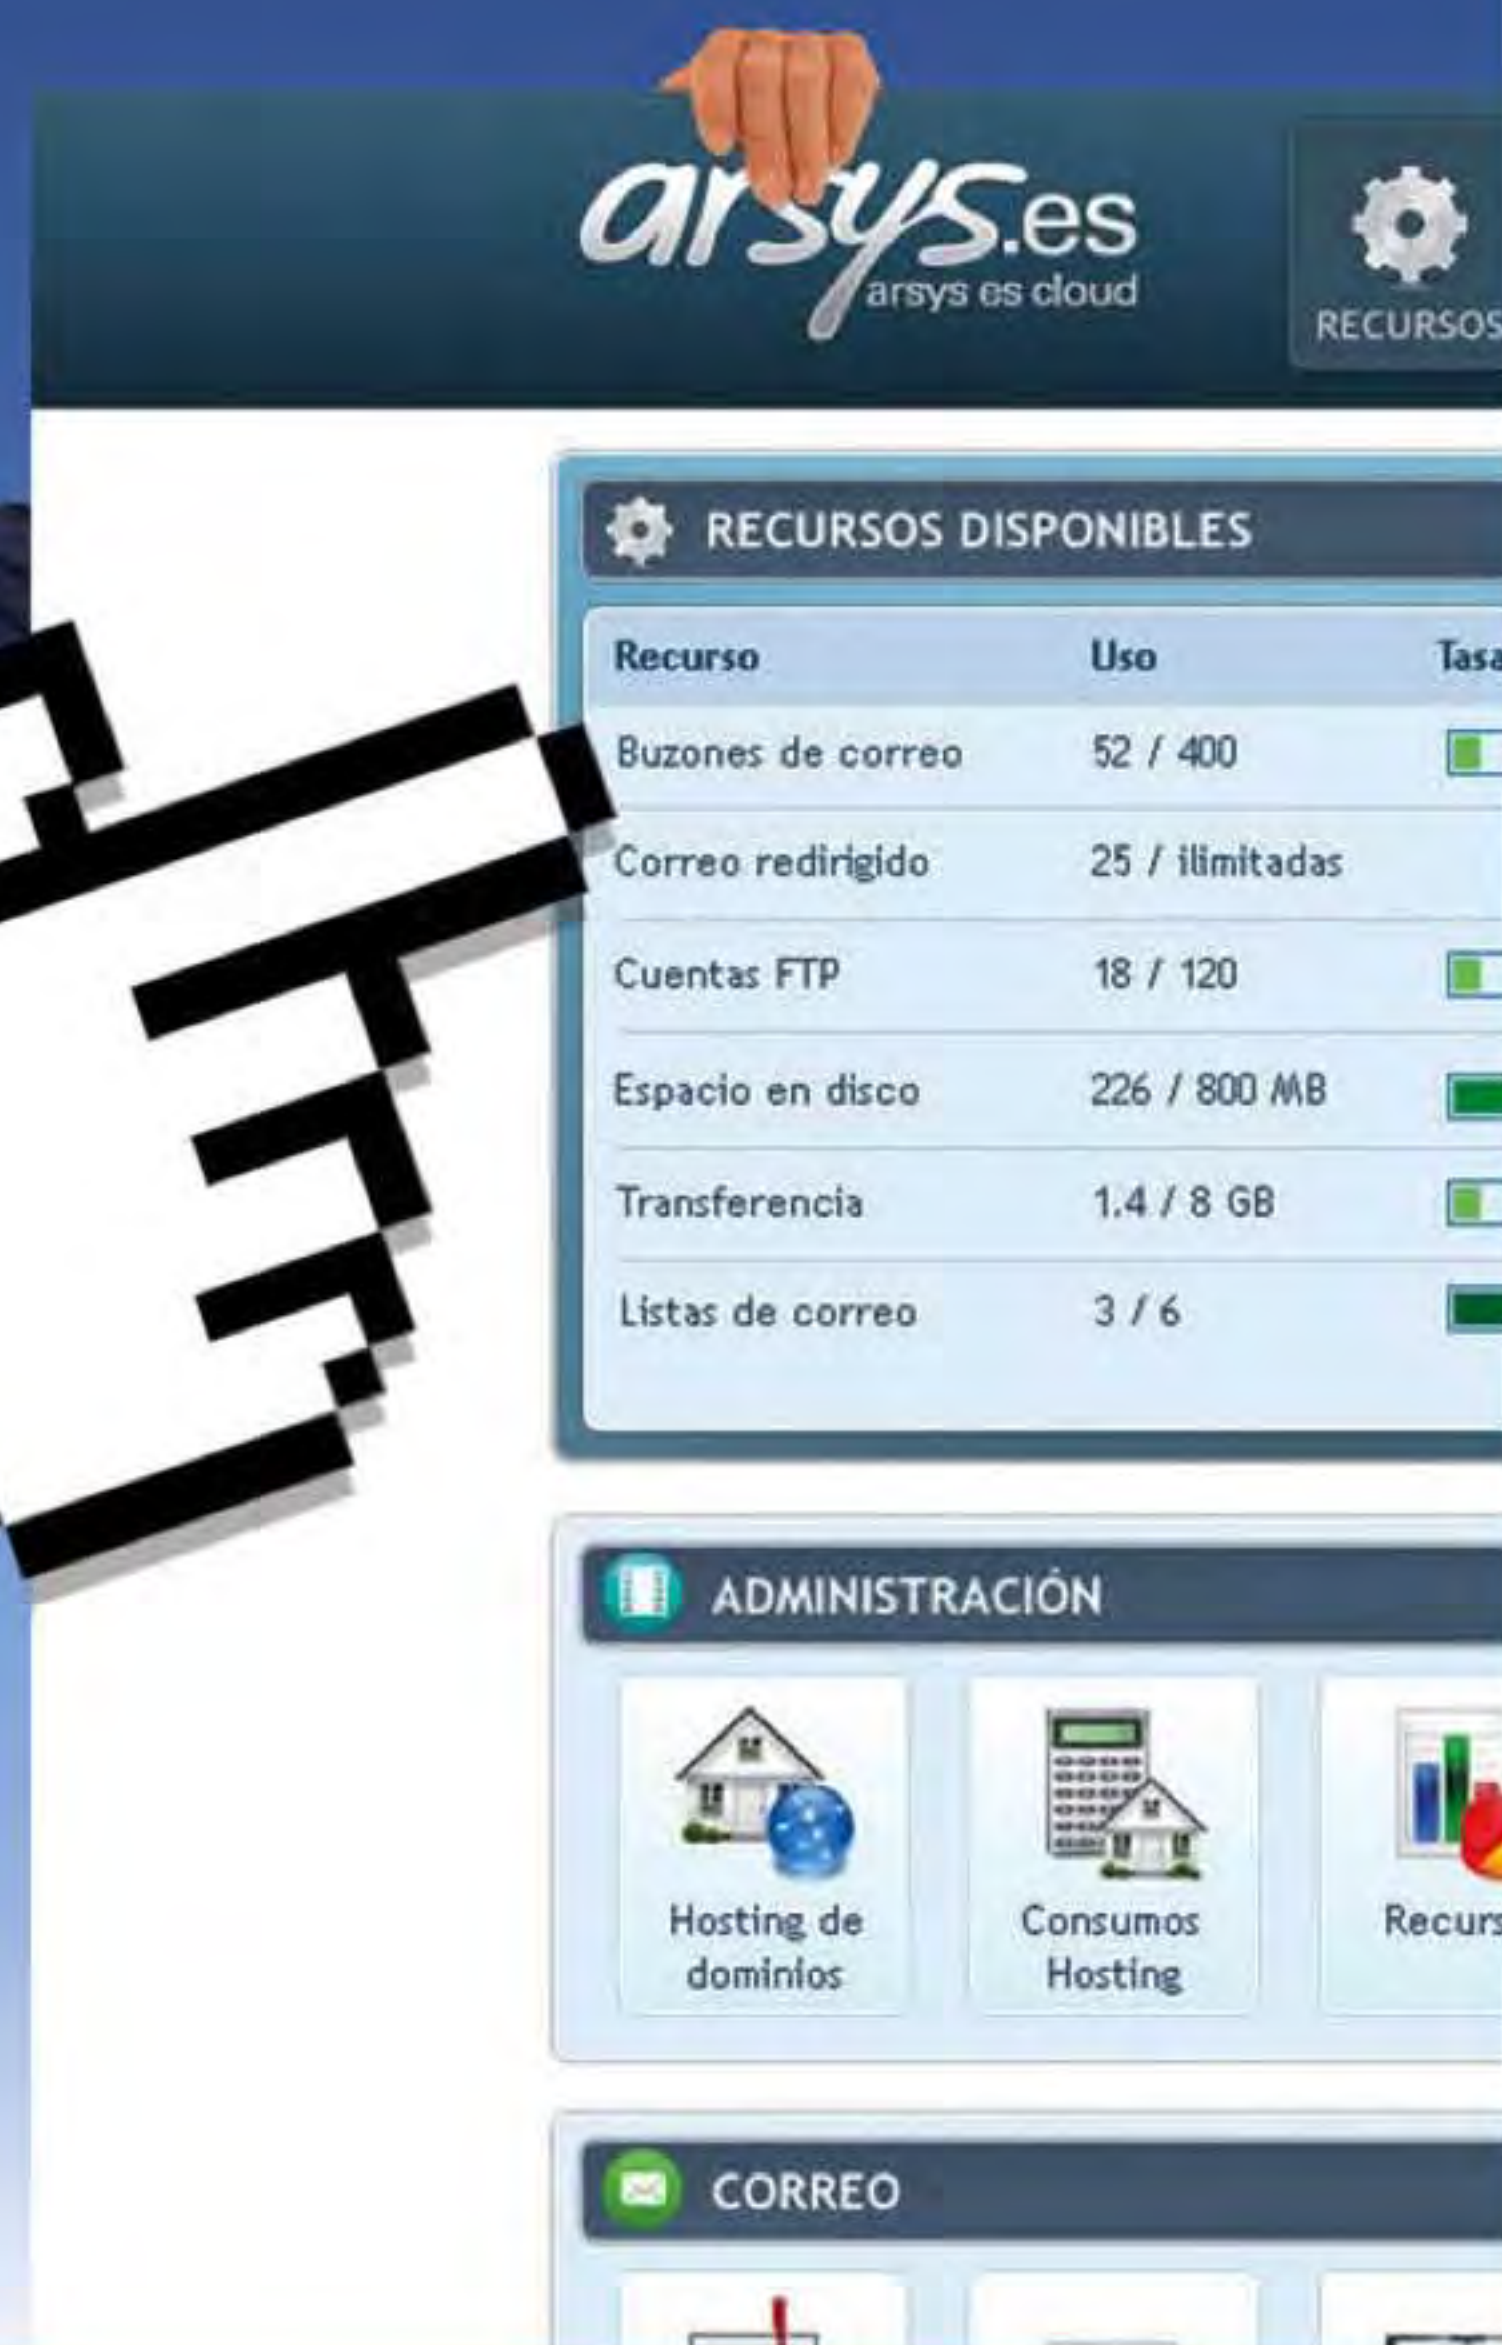 arsys.es
arsys es cloud
RECURSOS
RECURSOS DISPONIBLES
Recurso Uso Tasa
Buzones de correo 52 / 400
Correo redirigido 25 / ilimitadas
Cuentas FTP 18 / 120
Espacio en disco 226 / 800 MB
Transferencia 1.4 / 8 GB
Listas de correo 3 / 6
ADMINISTRACIÓN
Hosting de
dominios
Consumos
Hosting
Recurs
CORREO